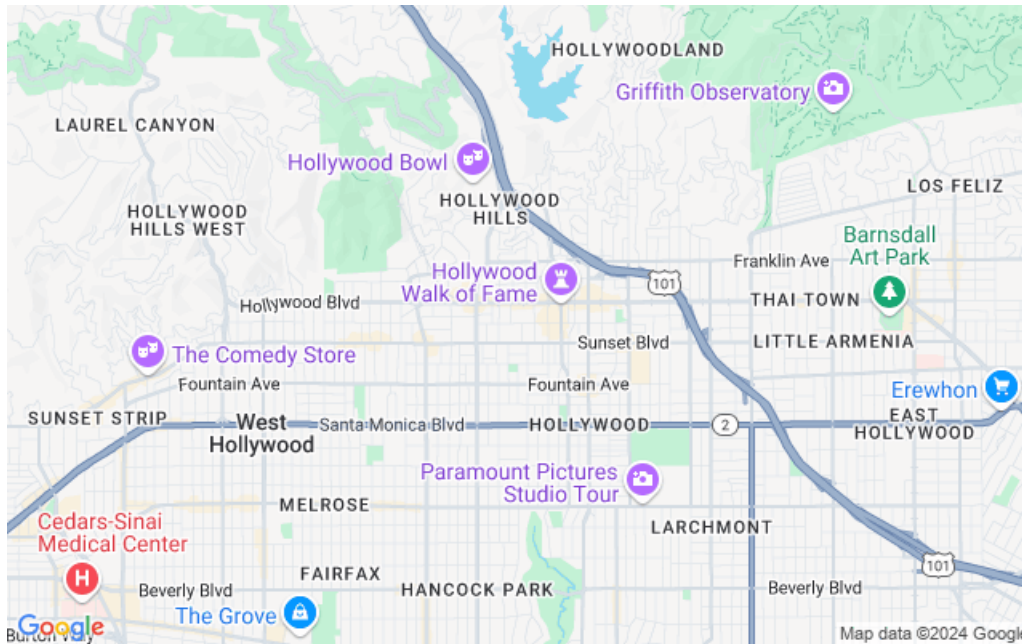 HOLLYWOODLAND
Griffith Observatory
LAUREL CANYON
Hollywood Bowl
LOS FELIZ
HOLLYWOOD
HILLS
HOLLYWOOD
HILLS WEST
Barnsdall
Art Park
Franklin Ave
Hollywood
Walk of Fame
101
THAI TOWN
Hollywood Blvd
Sunset Blvd
LITTLE ARMENIA
The Comedy Store
Fountain Ave
Fountain Ave
Erewhon
SUNSET STRIP
West
Hollywood
Santa Monica Blvd
HOLLYWOOD
2
EAST
HOLLYWOOD
Paramount Pictures
Studio Tour
MELROSE
Cedars-Sinai
Medical Center
LARCHMONT
H
101
FAIRFAX
Beverly Blvd
HANCOCK PARK
Beverly Blvd
The Grove
Google
Map data ©2024 Google